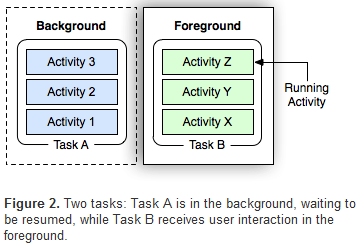 Background
Activity 3
Activity 2
Activity 1
Task A
Foreground
Activity Z
Activity Y
Activity X
Task B
Running
Activity
Figure 2. Two tasks: Task A is in the background, waiting to
be resumed, while Task B receives user interaction in the
foreground.